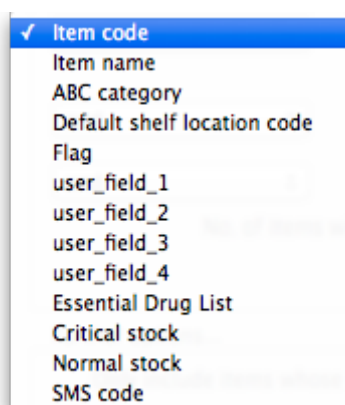 ✓ Item code
Item name
ABC category
Default shelf location code
Flag
user_field_1
user_field_2
user_field_3
user_field_4
Essential Drug List
Critical stock
Normal stock
SMS code